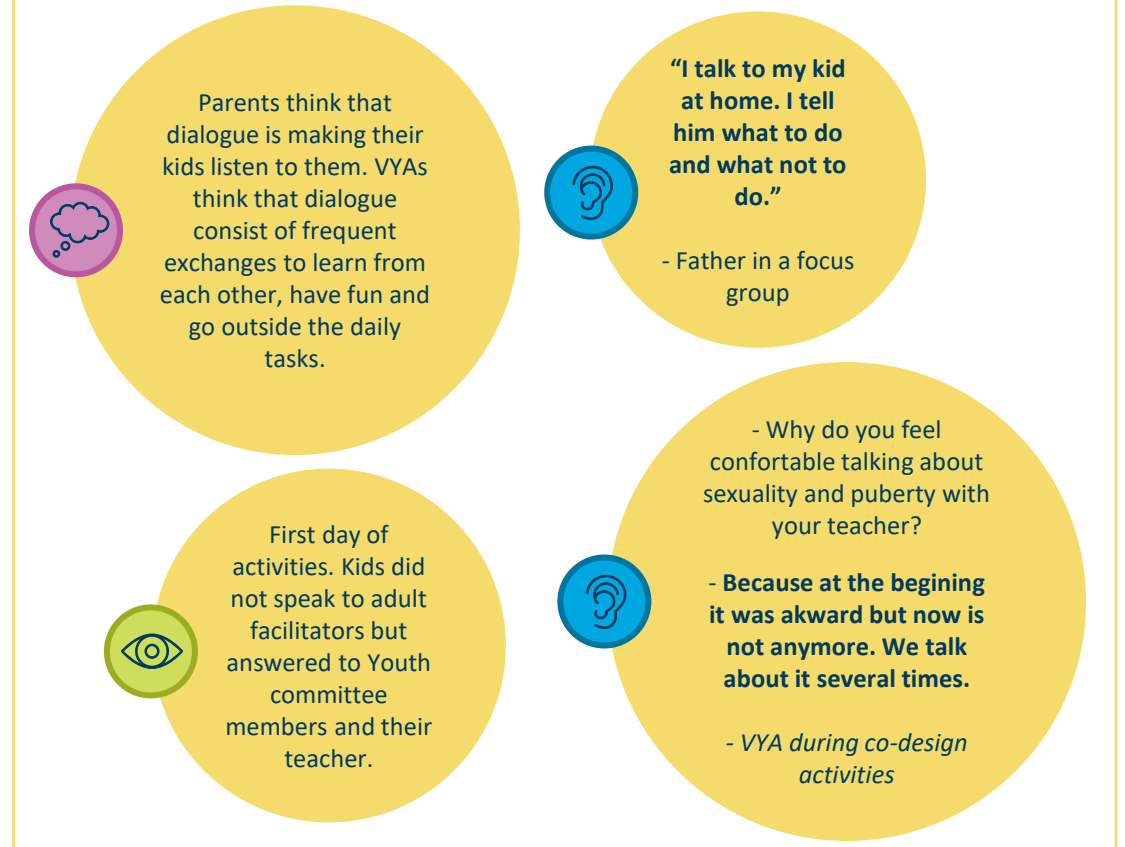 Parents think that
dialogue is making their
kids listen to them. VYAs
think that dialogue
consist of frequent
exchanges to learn from
each other, have fun and
go outside the daily
tasks.
“I talk to my kid
at home. I tell
him what to do
and what not to
do.”
- Father in a focus
group
First day of
activities. Kids did
not speak to adult
facilitators but
answered to Youth
committee
members and their
teacher.
- Why do you feel
confortable talking about
sexuality and puberty with
your teacher?
- Because at the begining
it was akward but now is
not anymore. We talk
about it several times.
- VYA during co-design
activities